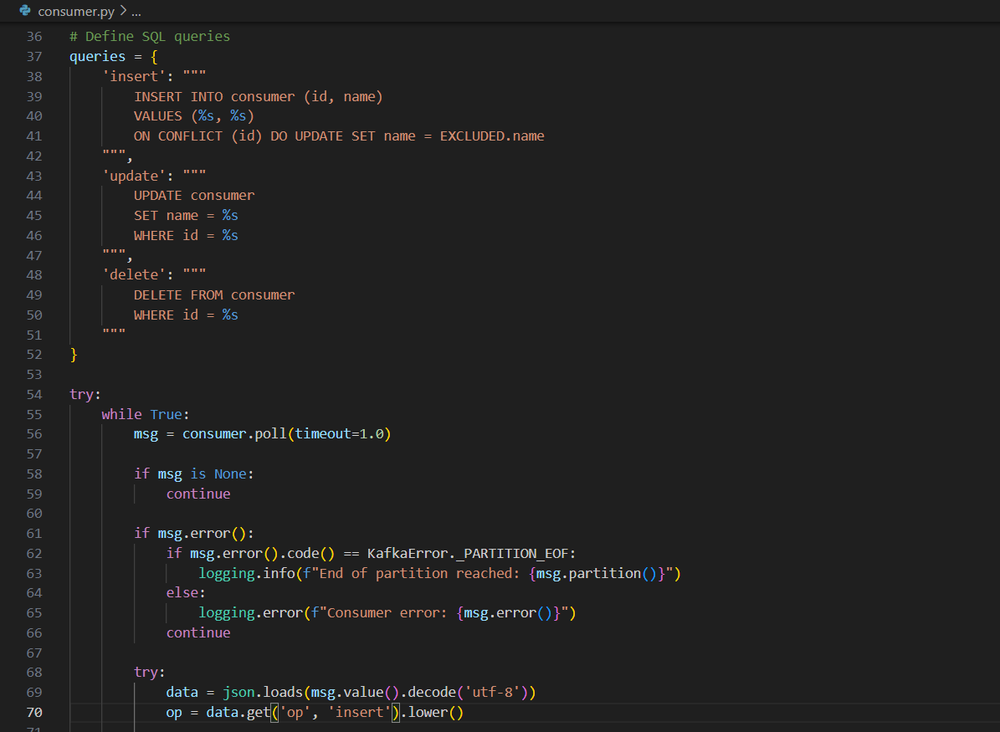 consumer.py > ...
36 # Define SQL queries
37 queries = {
38     'insert': """
39         INSERT INTO consumer (id, name)
40         VALUES (%s, %s)
41         ON CONFLICT (id) DO UPDATE SET name = EXCLUDED.name
42     """,
43     'update': """
44         UPDATE consumer
45         SET name = %s
46         WHERE id = %s
47     """,
48     'delete': """
49         DELETE FROM consumer
50         WHERE id = %s
51     """
52 }
53
54 try:
55     while True:
56         msg = consumer.poll(timeout=1.0)
57
58         if msg is None:
59             continue
60
61         if msg.error():
62             if msg.error().code() == KafkaError._PARTITION_EOF:
63                 logging.info(f"End of partition reached: {msg.partition()}")
64             else:
65                 logging.error(f"Consumer error: {msg.error()}")
66             continue
67
68         try:
69             data = json.loads(msg.value().decode('utf-8'))
70             op = data.get('op', 'insert').lower()
71